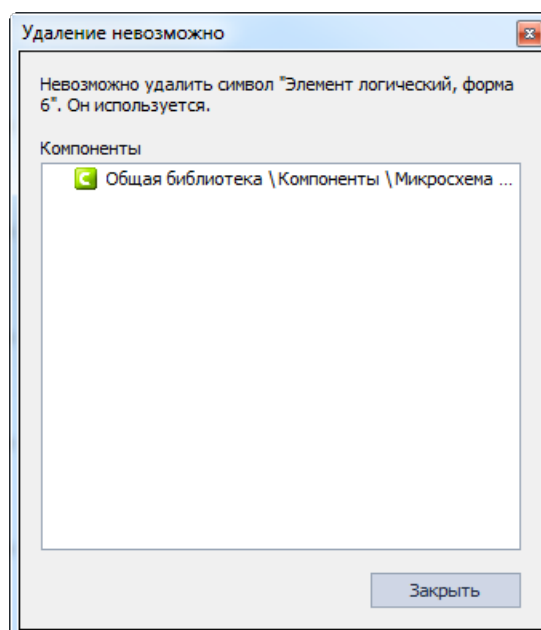 Удаление невозможно
Невозможно удалить символ "Элемент логический, форма
6". Он используется.
Компоненты
C Общая библиотека \ Компоненты \ Микросхема ...
Закрыть